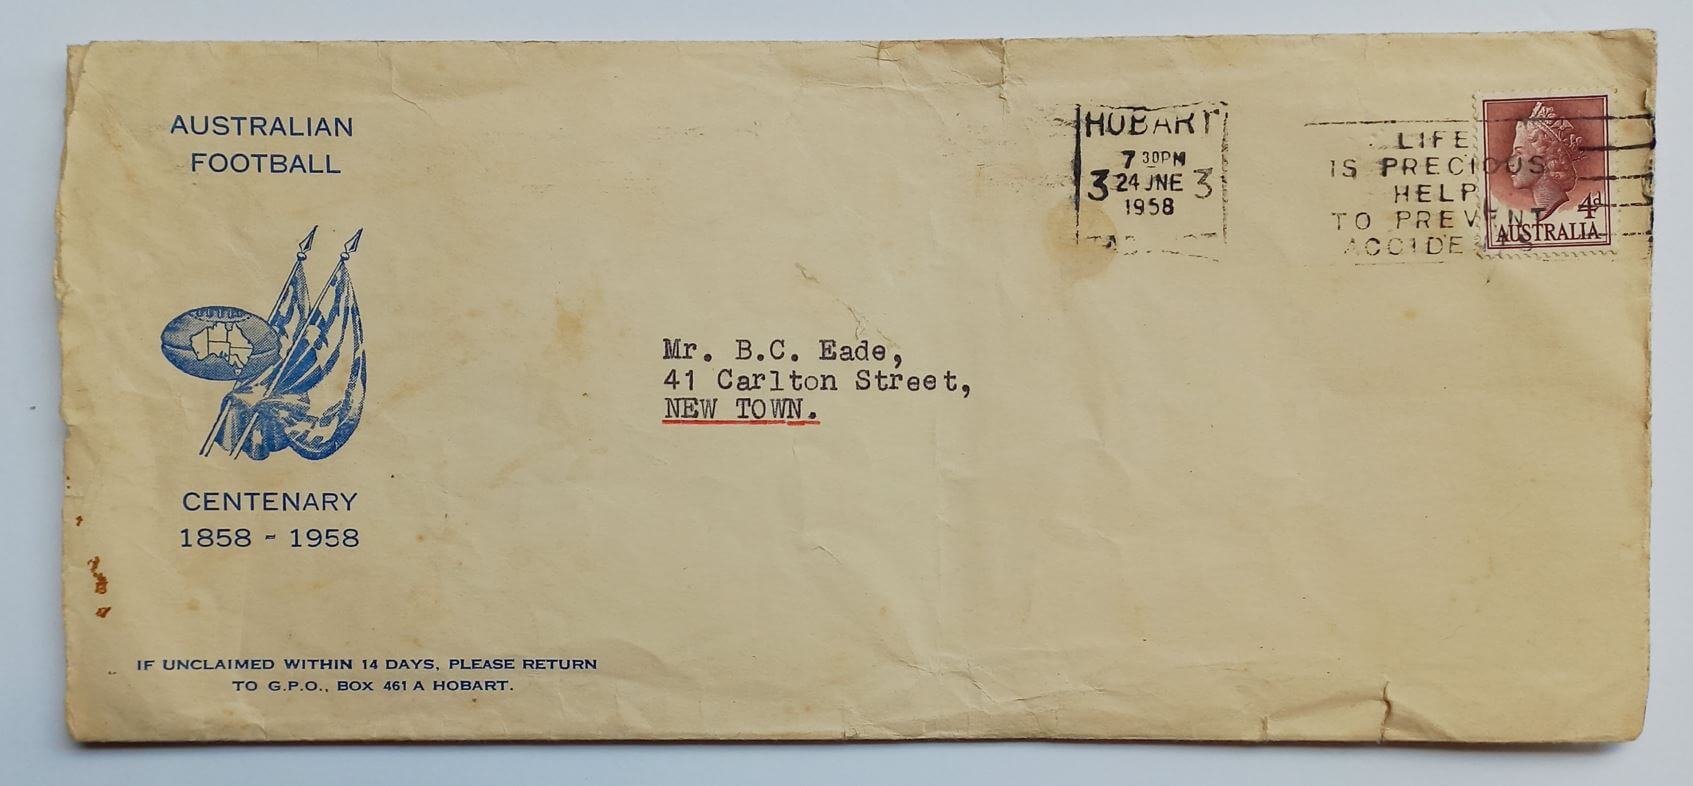 AUSTRALIAN
FOOTBALL
CENTENARY
1858 - 1958
IF UNCLAIMED WITHIN 14 DAYS, PLEASE RETURN
TO G.P.O., BOX 461 A HOBART.
Mr. B.C. Eade,
41 Carlton Street,
NEW TOWN.
HOBART
7 30PM
3 24 JNE 3
1958
LIFE
IS PRECIOUS
HELP
TO PREVENT
ACCIDENTS
4d
AUSTRALIA